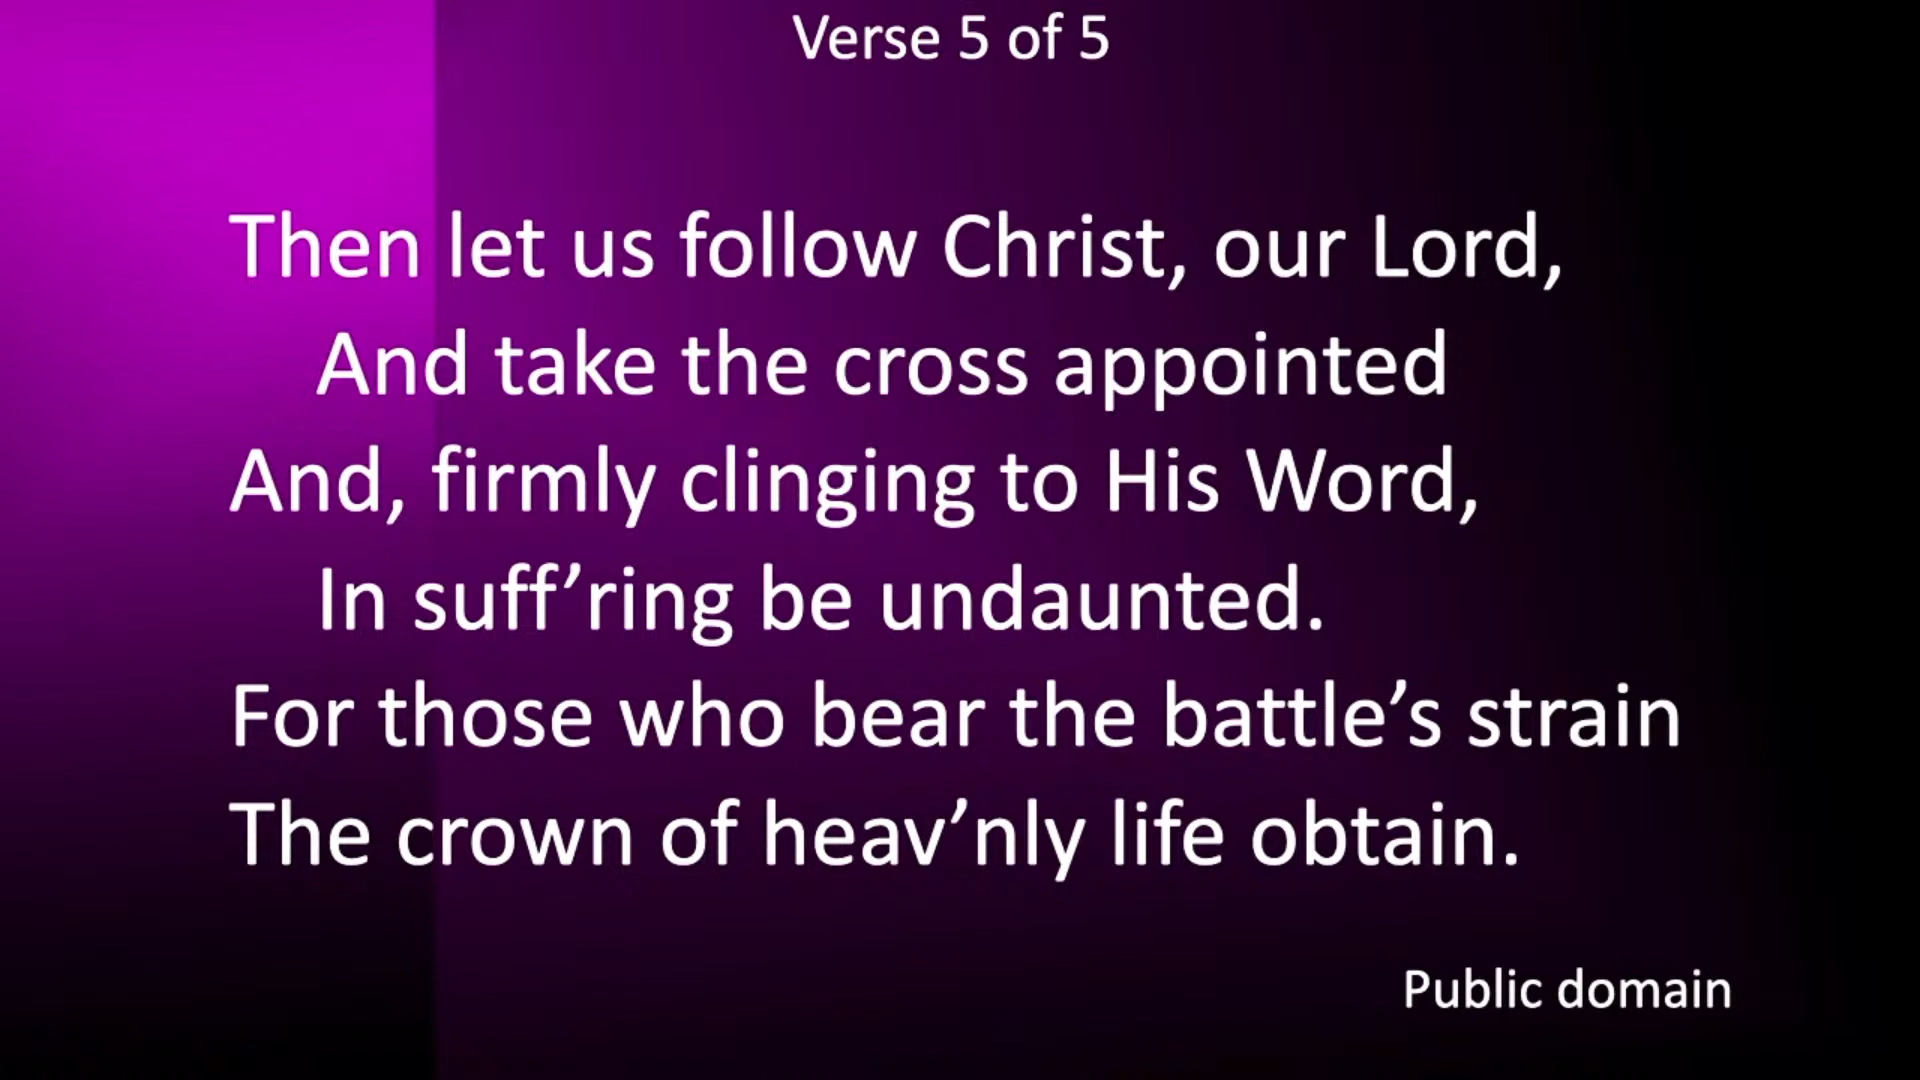 Verse 5 of 5
Then let us follow Christ, our Lord,
And take the cross appointed
And, firmly clinging to His Word,
In suff’ring be undaunted.
For those who bear the battle’s strain
The crown of heav’nly life obtain.
Public domain